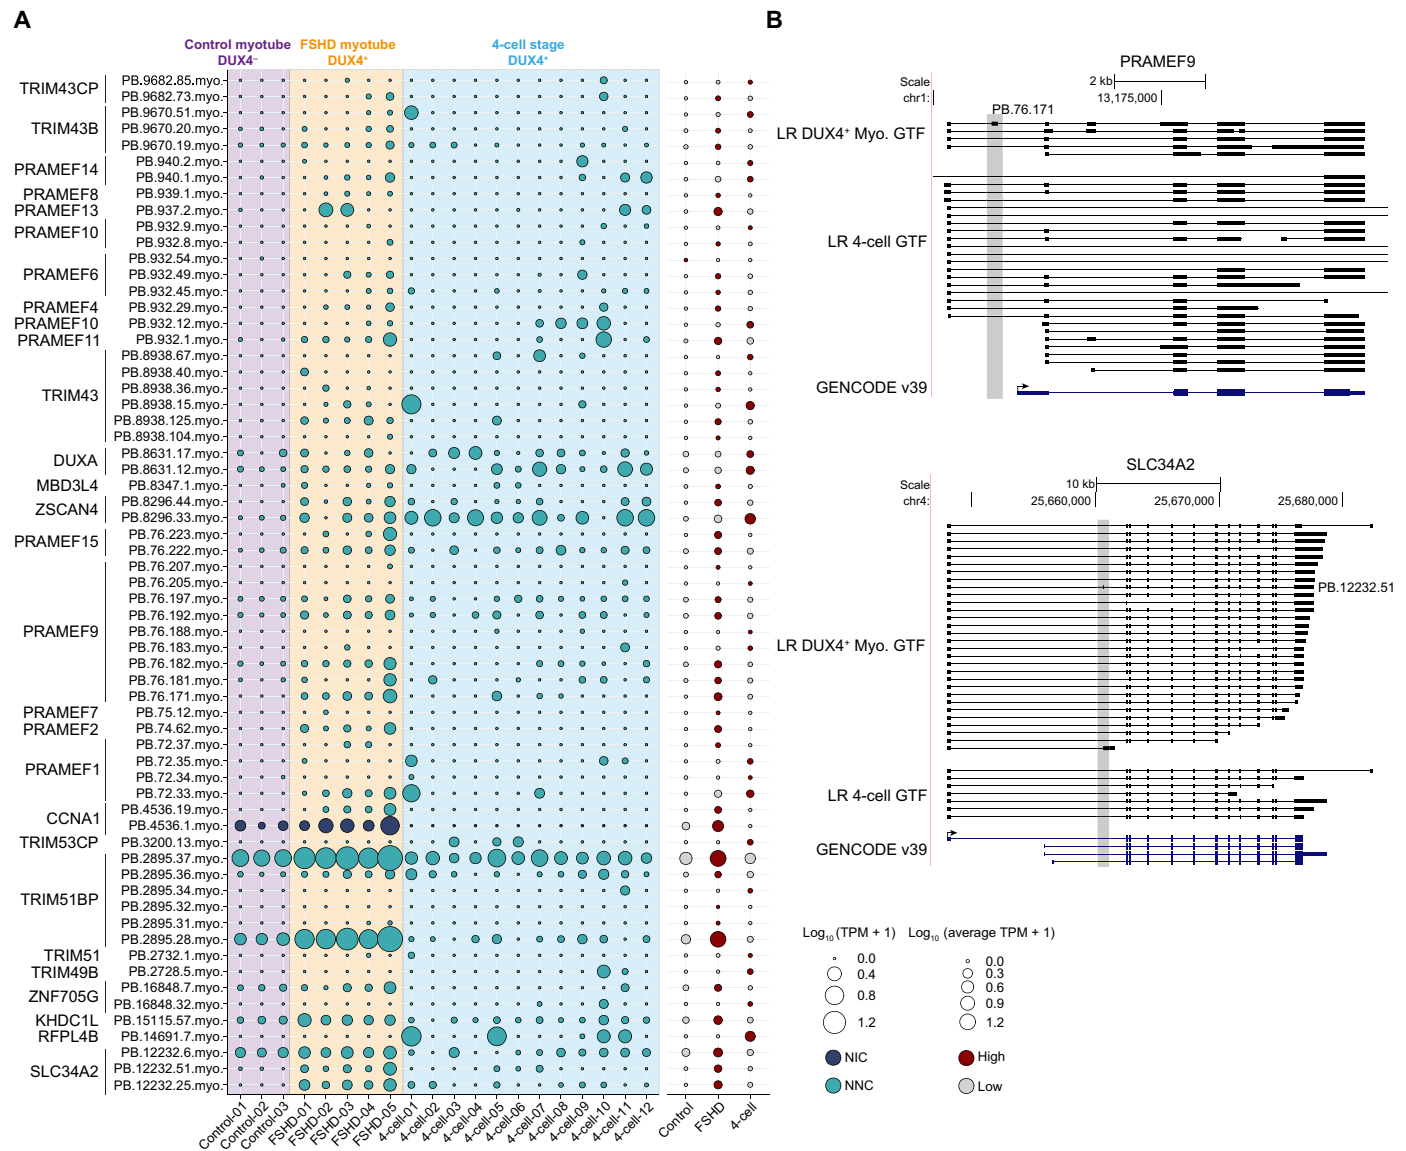 A
Control myotube
DUX4⁻
FSHD myotube
DUX4⁺
4-cell stage
DUX4⁺
TRIM43CP
TRIM43B
PRAMEF14
PRAMEF8
PRAMEF13
PRAMEF10
PRAMEF6
PRAMEF4
PRAMEF10
PRAMEF11
TRIM43
DUXA
MBD3L4
ZSCAN4
PRAMEF15
PRAMEF9
PRAMEF7
PRAMEF2
PRAMEF1
CCNA1
TRIM53CP
TRIM51BP
TRIM51
TRIM49B
ZNF705G
KHDC1L
RFPL4B
SLC34A2
PB.9682.85.myo.
PB.9682.73.myo.
PB.9670.51.myo.
PB.9670.20.myo.
PB.9670.19.myo.
PB.940.2.myo.
PB.940.1.myo.
PB.939.1.myo.
PB.937.2.myo.
PB.932.9.myo.
PB.932.8.myo.
PB.932.54.myo.
PB.932.49.myo.
PB.932.45.myo.
PB.932.29.myo.
PB.932.12.myo.
PB.932.1.myo.
PB.8938.67.myo.
PB.8938.40.myo.
PB.8938.36.myo.
PB.8938.15.myo.
PB.8938.125.myo.
PB.8938.104.myo.
PB.8631.17.myo.
PB.8631.12.myo.
PB.8347.1.myo.
PB.8296.44.myo.
PB.8296.33.myo.
PB.76.223.myo.
PB.76.222.myo.
PB.76.207.myo.
PB.76.205.myo.
PB.76.197.myo.
PB.76.192.myo.
PB.76.188.myo.
PB.76.183.myo.
PB.76.182.myo.
PB.76.181.myo.
PB.76.171.myo.
PB.75.12.myo.
PB.74.62.myo.
PB.72.37.myo.
PB.72.35.myo.
PB.72.34.myo.
PB.72.33.myo.
PB.4536.19.myo.
PB.4536.1.myo.
PB.3200.13.myo.
PB.2895.37.myo.
PB.2895.36.myo.
PB.2895.34.myo.
PB.2895.32.myo.
PB.2895.31.myo.
PB.2895.28.myo.
PB.2732.1.myo.
PB.2728.5.myo.
PB.16848.7.myo.
PB.16848.32.myo.
PB.15115.57.myo.
PB.14691.7.myo.
PB.12232.6.myo.
PB.12232.51.myo.
PB.12232.25.myo.
Control-01
Control-02
Control-03
FSHD-01
FSHD-02
FSHD-03
FSHD-04
FSHD-05
4-cell-01
4-cell-02
4-cell-03
4-cell-04
4-cell-05
4-cell-06
4-cell-07
4-cell-08
4-cell-09
4-cell-10
4-cell-11
4-cell-12
Control
FSHD
4-cell
B
PRAMEF9
Scale
2 kb
chr1:
13,175,000
PB.76.171
LR DUX4⁺ Myo. GTF
LR 4-cell GTF
GENCODE v39
SLC34A2
Scale
10 kb
chr4:
25,660,000
25,670,000
25,680,000
PB.12232.51
LR DUX4⁺ Myo. GTF
LR 4-cell GTF
GENCODE v39
Log₁₀ (TPM + 1)
0.0
0.4
0.8
1.2
NIC
NNC
Log₁₀ (average TPM + 1)
0.0
0.3
0.6
0.9
1.2
High
Low